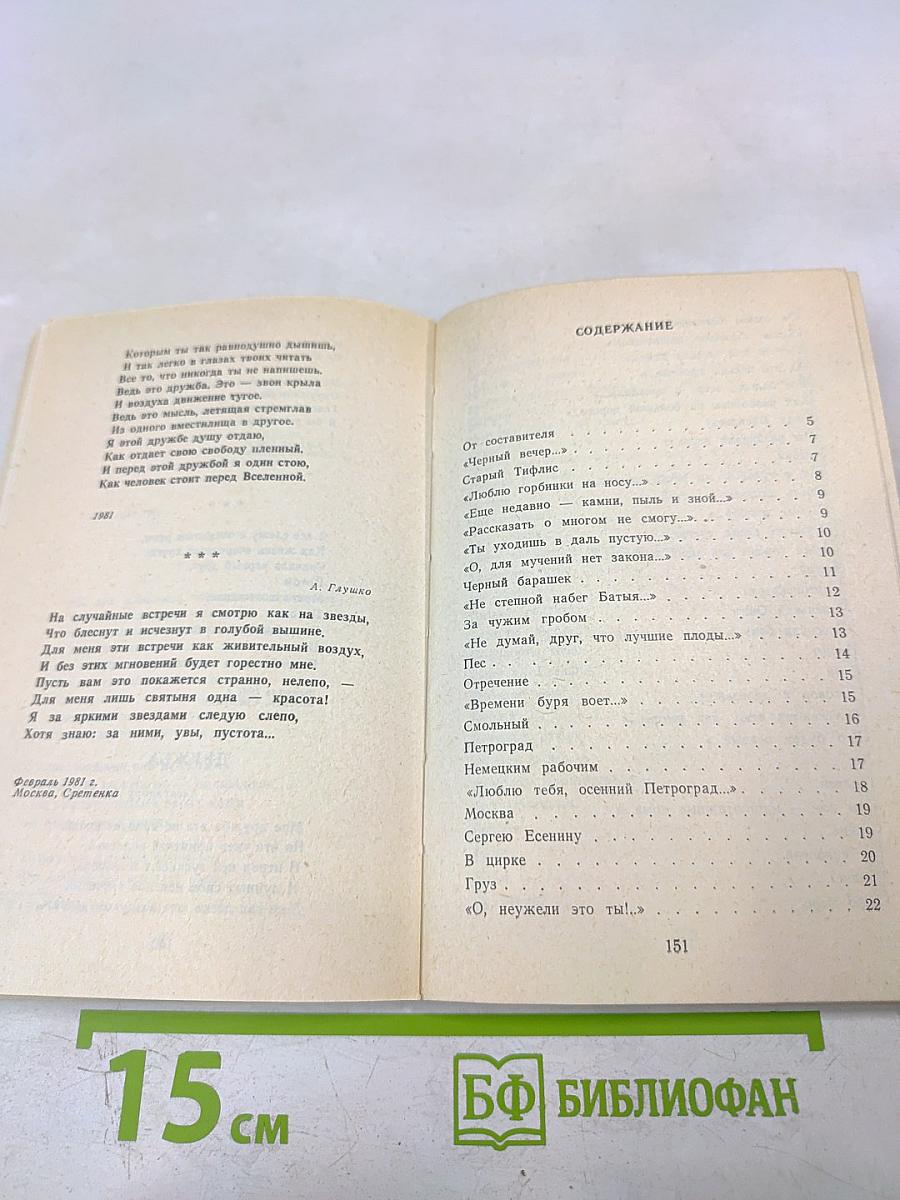 Которым ты так равнодушно дышишь,
И так легко в глазах твоих читать
Все то, что никогда ты не напишешь.
Ведь это дружба. Это — звон крыла
И воздуха движение тугое.
Ведь это мысль, летящая стремглав
Из одного вместилища в другое.
Я этой дружбе душу отдаю,
Как отдает свою свободу пленный.
И перед этой дружбой я один стою,
Как человек стоит перед Вселенной.
1981
* * *
А. Глушко
На случайные встречи я смотрю как на звезды,
Что блеснут и исчезнут в голубой вышине.
Для меня эти встречи как живительный воздух,
И без этих мгновений будет горестно мне.
Пусть вам это покажется странно, нелепо, —
Для меня лишь святыня одна — красота!
Я за яркими звездами следую слепо,
Хотя знаю: за ними, увы, пустота...
Февраль 1981 г.
Москва, Сретенка
СОДЕРЖАНИЕ
От составителя . . . . . . . . . . . 5
«Черный вечер...» . . . . . . . . . . . 7
Старый Тифлис . . . . . . . . . . . 7
«Люблю горбинки на носу...» . . . . . . . . 8
«Еще недавно — камни, пыль и зной...» . . . . 9
«Рассказать о многом не смогу...» . . . . . . 9
«Ты уходишь в даль пустую...» . . . . . . . 10
«О, для мучений нет закона...» . . . . . . . 10
Черный барашек . . . . . . . . . . . 11
«Не степной набег Батыя...» . . . . . . . . 12
За чужим гробом . . . . . . . . . . . 13
«Не думай, друг, что лучшие плоды...» . . . . 13
Пес . . . . . . . . . . . . . . 14
Отречение . . . . . . . . . . . . 15
«Времени буря воет...» . . . . . . . . . 15
Смольный . . . . . . . . . . . . 16
Петроград . . . . . . . . . . . . 17
Немецким рабочим . . . . . . . . . . 17
«Люблю тебя, осенний Петроград...» . . . . . 18
Москва . . . . . . . . . . . . . 19
Сергею Есенину . . . . . . . . . . . 19
В цирке . . . . . . . . . . . . . 20
Груз . . . . . . . . . . . . . . 21
«О, неужели это ты!..» . . . . . . . . . 22
151
15 см
БФ БИБЛИОФАН